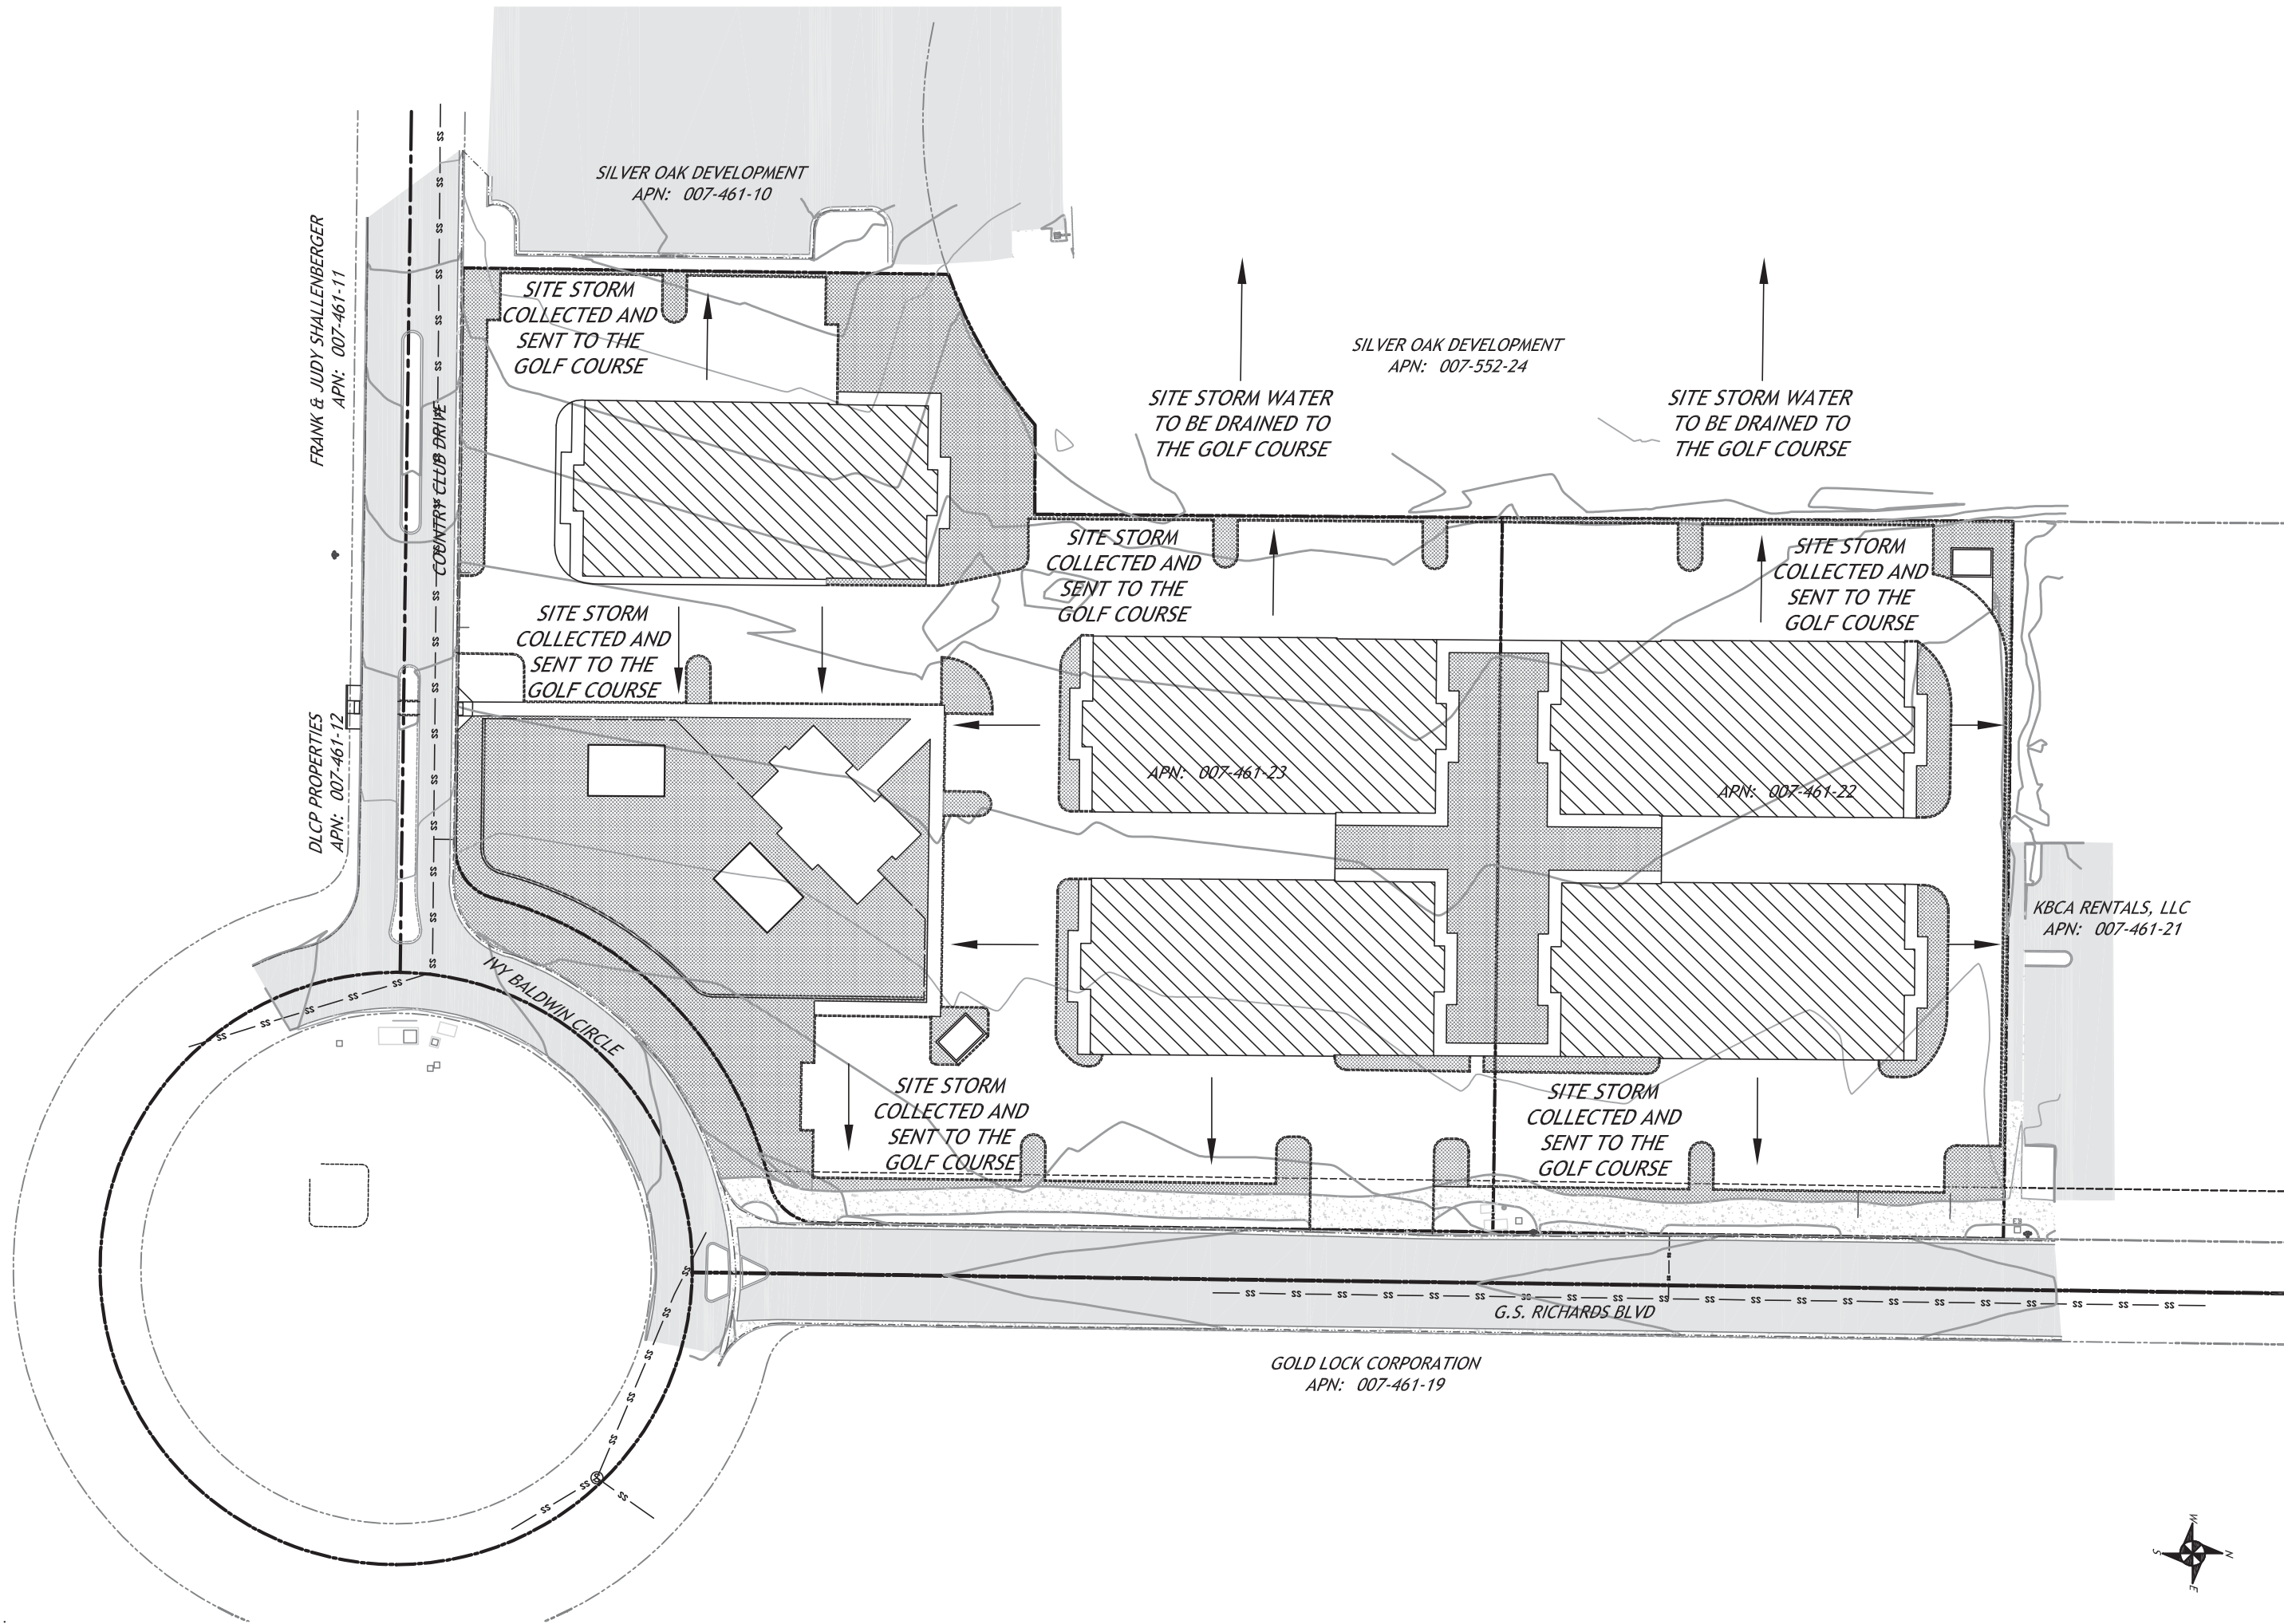 SILVER OAK DEVELOPMENT
APN: 007-461-10
FRANK & JUDY SHALLENBERGER
APN: 007-461-11
COUNTRY CLUB DRIVE
SITE STORM
COLLECTED AND
SENT TO THE
GOLF COURSE
SILVER OAK DEVELOPMENT
APN: 007-552-24
SITE STORM WATER
TO BE DRAINED TO
THE GOLF COURSE
SITE STORM WATER
TO BE DRAINED TO
THE GOLF COURSE
SITE STORM
COLLECTED AND
SENT TO THE
GOLF COURSE
SITE STORM
COLLECTED AND
SENT TO THE
GOLF COURSE
SITE STORM
COLLECTED AND
SENT TO THE
GOLF COURSE
DLCP PROPERTIES
APN: 007-461-12
APN: 007-461-23
APN: 007-461-22
KBCA RENTALS, LLC
APN: 007-461-21
IVY BALDWIN CIRCLE
SITE STORM
COLLECTED AND
SENT TO THE
GOLF COURSE
SITE STORM
COLLECTED AND
SENT TO THE
GOLF COURSE
G.S. RICHARDS BLVD
SS
GOLD LOCK CORPORATION
APN: 007-461-19
W
S
N
E